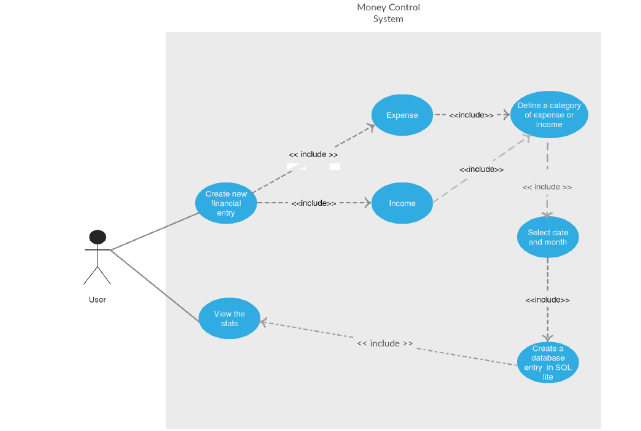 Money Control
System
Expense
<<include>>
Define a category
of expense or
income
<< include >>
<<include>>
Create new
financial
entry
<<include>>
Income
<< include >>
Select date
and month
User
View the
stats
<<include>>
<< include >>
Create a
database
entry in SQL
lite